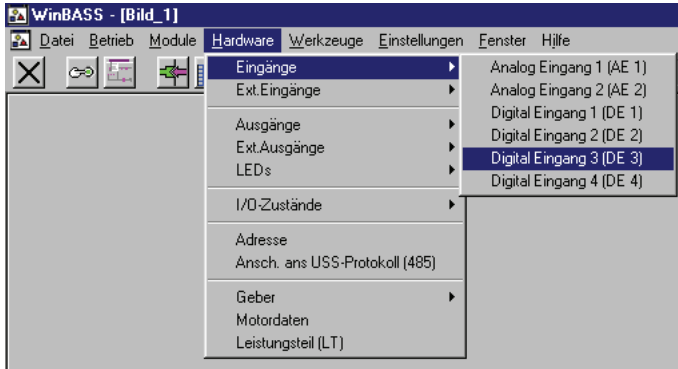 WinBASS - [Bild_1]
Datei Betrieb Module Hardware Werkzeuge Einstellungen Fenster Hilfe
Eingänge
Ext.Eingänge
Ausgänge
Ext.Ausgänge
LEDs
I/O-Zustände
Adresse
Ansch. ans USS-Protokoll (485)
Geber
Motordaten
Leistungsteil (LT)
Analog Eingang 1 (AE 1)
Analog Eingang 2 (AE 2)
Digital Eingang 1 (DE 1)
Digital Eingang 2 (DE 2)
Digital Eingang 3 (DE 3)
Digital Eingang 4 (DE 4)